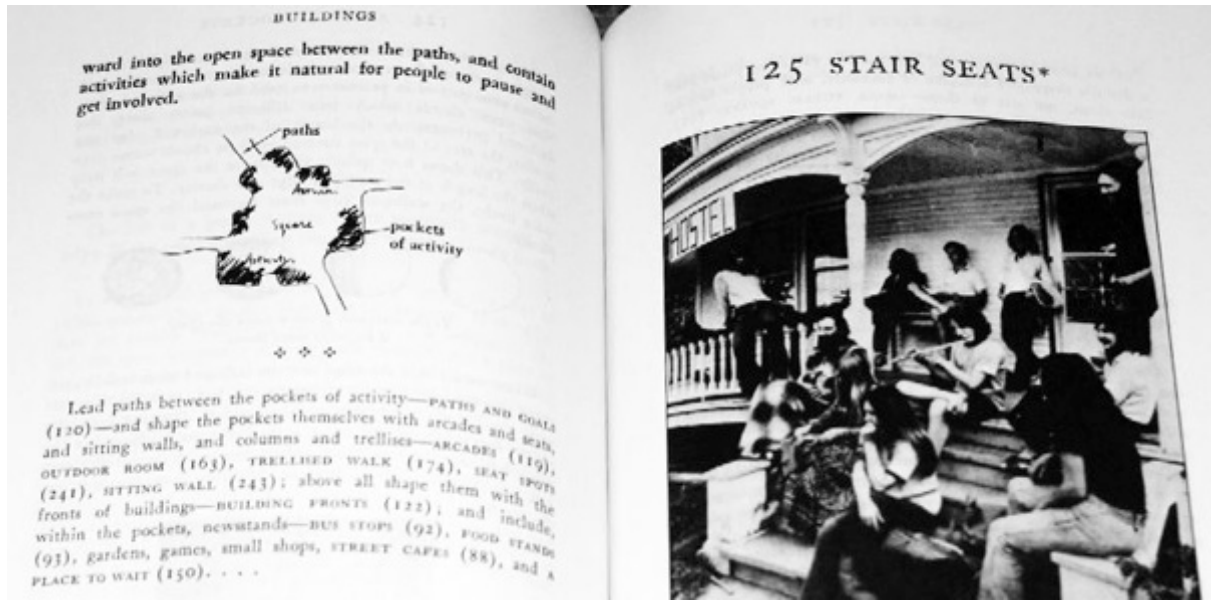 BUILDINGS
ward into the open space between the paths, and contain
activities which make it natural for people to pause and
get involved.
paths
Square
pockets
of activity
Lead paths between the pockets of activity—PATHS AND GOALS
(120)—and shape the pockets themselves with arcades and seats,
and sitting walls, and columns and trellises—ARCADES (119),
OUTDOOR ROOM (163), TRELLISED WALK (174), SEAT SPOTS
(241), SITTING WALL (243); above all shape them with the
fronts of buildings—BUILDING FRONTS (122); and include,
within the pockets, newsstands—BUS STOPS (92), FOOD STANDS
(93), gardens, games, small shops, STREET CAFES (88), and a
PLACE TO WAIT (150). . . .
125 STAIR SEATS*
HOSTEL